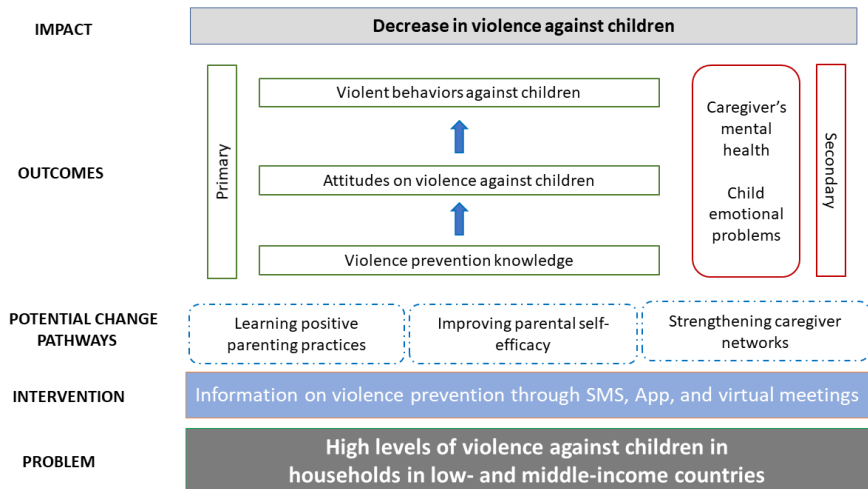 IMPACT
Decrease in violence against children
OUTCOMES
Primary
Violent behaviors against children
Attitudes on violence against children
Violence prevention knowledge
Caregiver's
mental
health
Child
emotional
problems
Secondary
POTENTIAL CHANGE
PATHWAYS
Learning positive
parenting practices
Improving parental self-
efficacy
Strengthening caregiver
networks
INTERVENTION
Information on violence prevention through SMS, App, and virtual meetings
PROBLEM
High levels of violence against children in
households in low- and middle-income countries